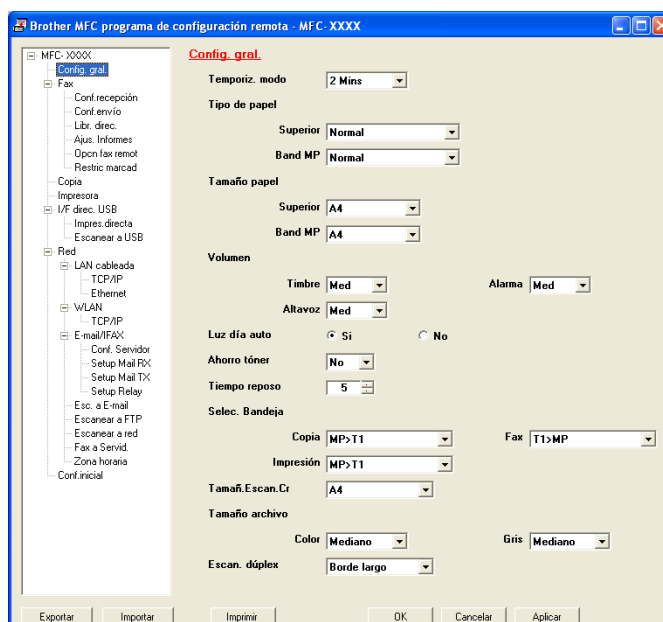 Brother MFC programa de configuración remota - MFC-XXXX
MFC- XXXX
Config. gral.
Fax
Conf.recepción
Conf.envío
Libr. direc.
Ajus. Informes
Opcn fax remot
Restric marcad
Copia
Impresora
I/F direc. USB
Impres.directa
Escanear a USB
Red
LAN cableada
TCP/IP
Ethernet
WLAN
TCP/IP
E-mail/IFAX
Conf. Servidor
Setup Mail RX
Setup Mail TX
Setup Relay
Esc. a E-mail
Escanear a FTP
Escanear a red
Fax a Servid.
Zona horaria
Conf.inicial
Config. gral.
Temporiz. modo 2 Mins
Tipo de papel
Superior Normal
Band MP Normal
Tamaño papel
Superior A4
Band MP A4
Volumen
Timbre Med Alarma Med
Altavoz Med
Luz día auto Si No
Ahorro tóner No
Tiempo reposo 5
Selec. Bandeja
Copia MP>T1 Fax T1>MP
Impresión MP>T1
Tamañ.Escan.Cr A4
Tamaño archivo
Color Mediano Gris Mediano
Escan. dúplex Borde largo
Exportar Importar Imprimir OK Cancelar Aplicar